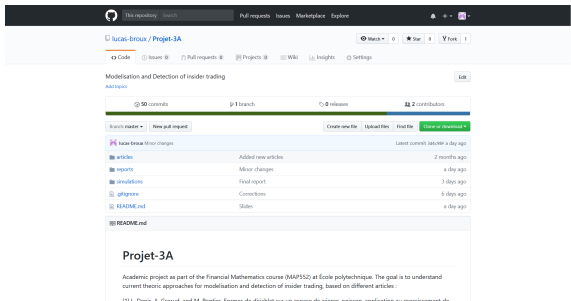 This repository Search Pull requests Issues Marketplace Explore
lucas-broux / Projet-3A Watch 0 Star 0 Fork 1
Code Issues 0 Pull requests 0 Projects 0 Wiki Insights Settings
Modelisation and Detection of insider trading Edit
Add topics
50 commits 1 branch 0 releases 2 contributors
Branch: master New pull request Create new file Upload files Find file Clone or download
lucas-broux Minor changes Latest commit a day ago
articles Added new articles 2 months ago
reports Minor changes a day ago
simulations Final report 3 days ago
.gitignore Corrections 6 days ago
README.md Slides a day ago
README.md
Projet-3A
Academic project as part of the Financial Mathematics course (MAP552) at École polytechnique. The goal is to understand
current theoric approaches for modelisation and detection of insider trading, based on different articles :